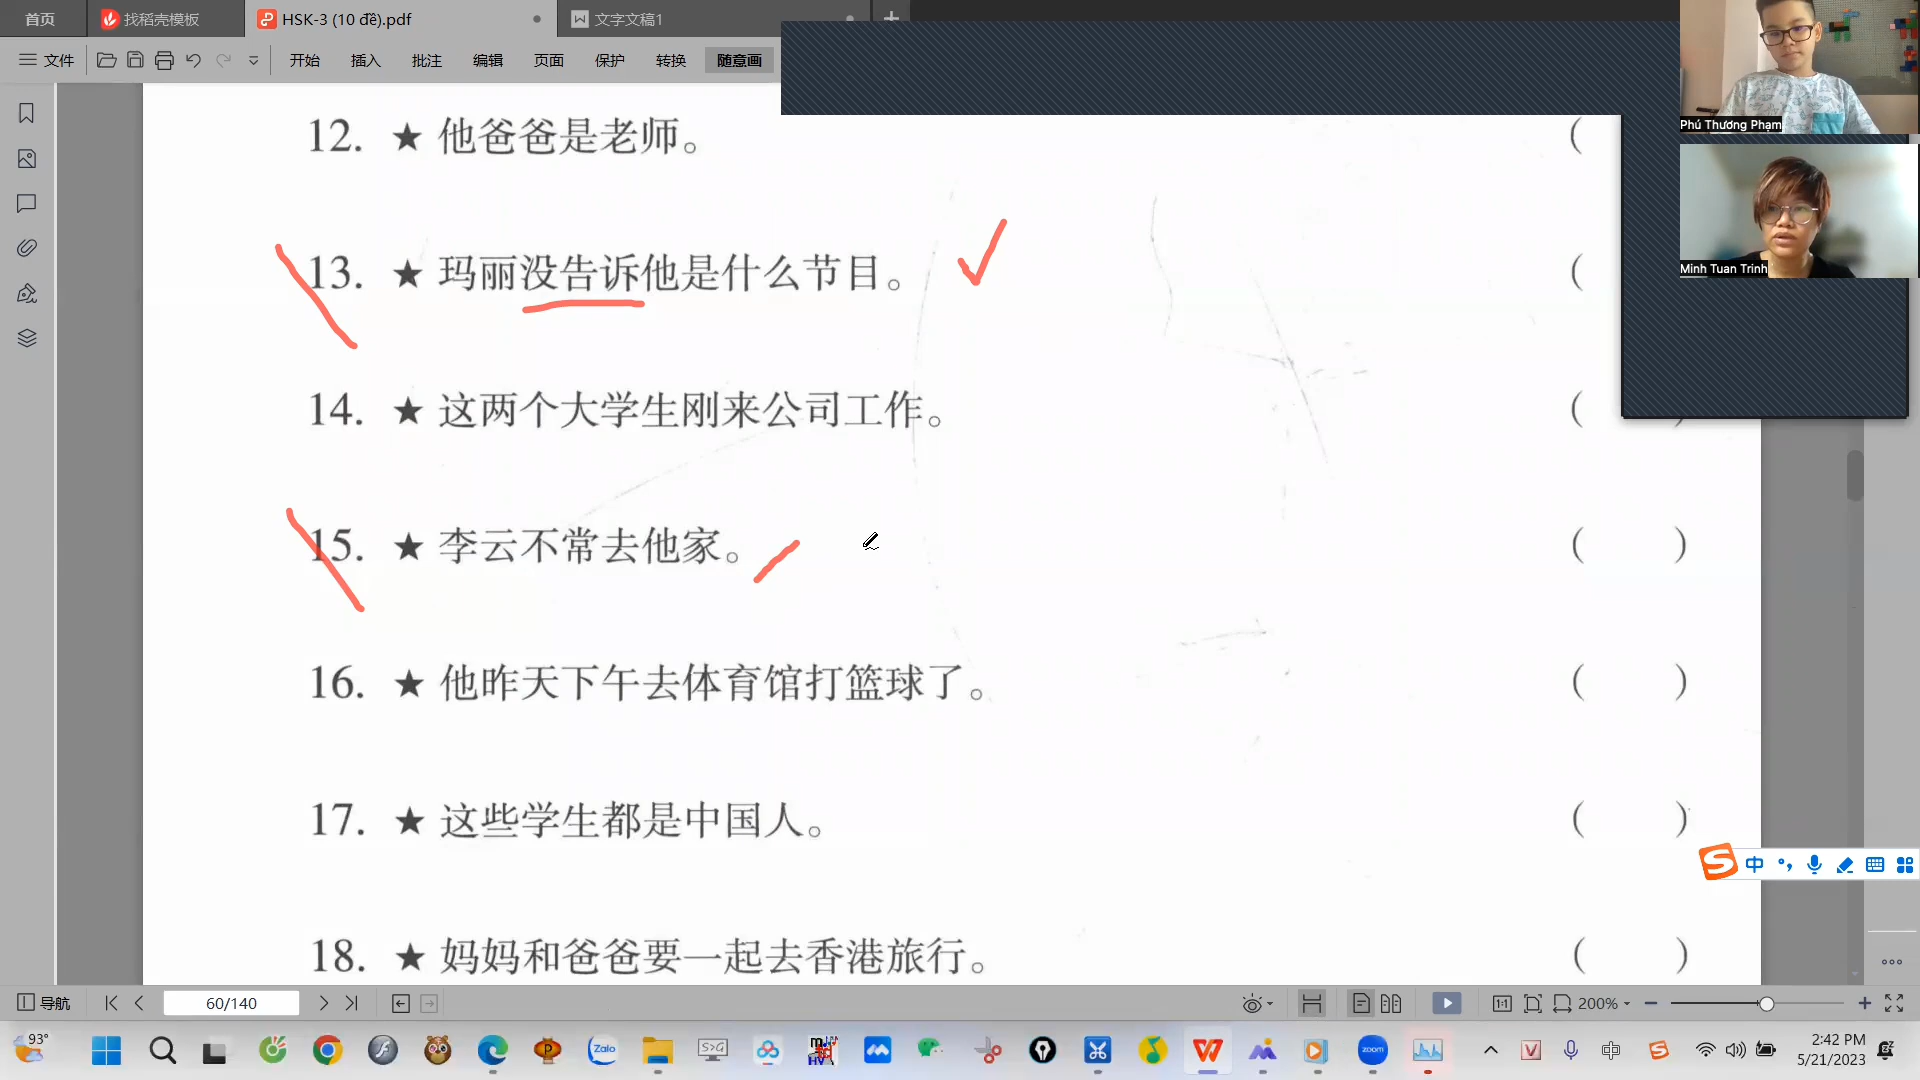 首页
找稻壳模板
HSK-3 (10 đề).pdf
文字文稿1
文件
开始
插入
批注
编辑
页面
保护
转换
随意画
12. ★ 他爸爸是老师。 (
13. ★ 玛丽没告诉他是什么节目。 (
14. ★ 这两个大学生刚来公司工作。 ( )
15. ★ 李云不常去他家。 ( )
16. ★ 他昨天下午去体育馆打篮球了。 ( )
17. ★ 这些学生都是中国人。 ( )
18. ★ 妈妈和爸爸要一起去香港旅行。 ( )
Phú Thương Phạm
Minh Tuan Trinh
中
导航
60/140
1:1
200%
93°
Zalo
zoom
中
2:42 PM
5/21/2023